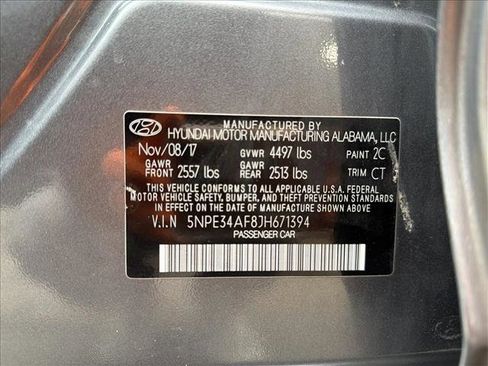 MANUFACTURED BY
HYUNDAI MOTOR MANUFACTURING ALABAMA, LLC
Nov/08/17 GVWR 4497 lbs PAINT 2C
GAWR FRONT 2557 lbs GAWR REAR 2513 lbs TRIM CT
THIS VEHICLE CONFORMS TO ALL APPLICABLE U.S.A. FEDERAL
MOTOR VEHICLE SAFETY, BUMPER, AND THEFT PREVENTION
STANDARDS IN EFFECT ON THE DATE OF MANUFACTURE SHOWN ABOVE.
V.I.N 5NPE34AF8JH671394
PASSENGER CAR